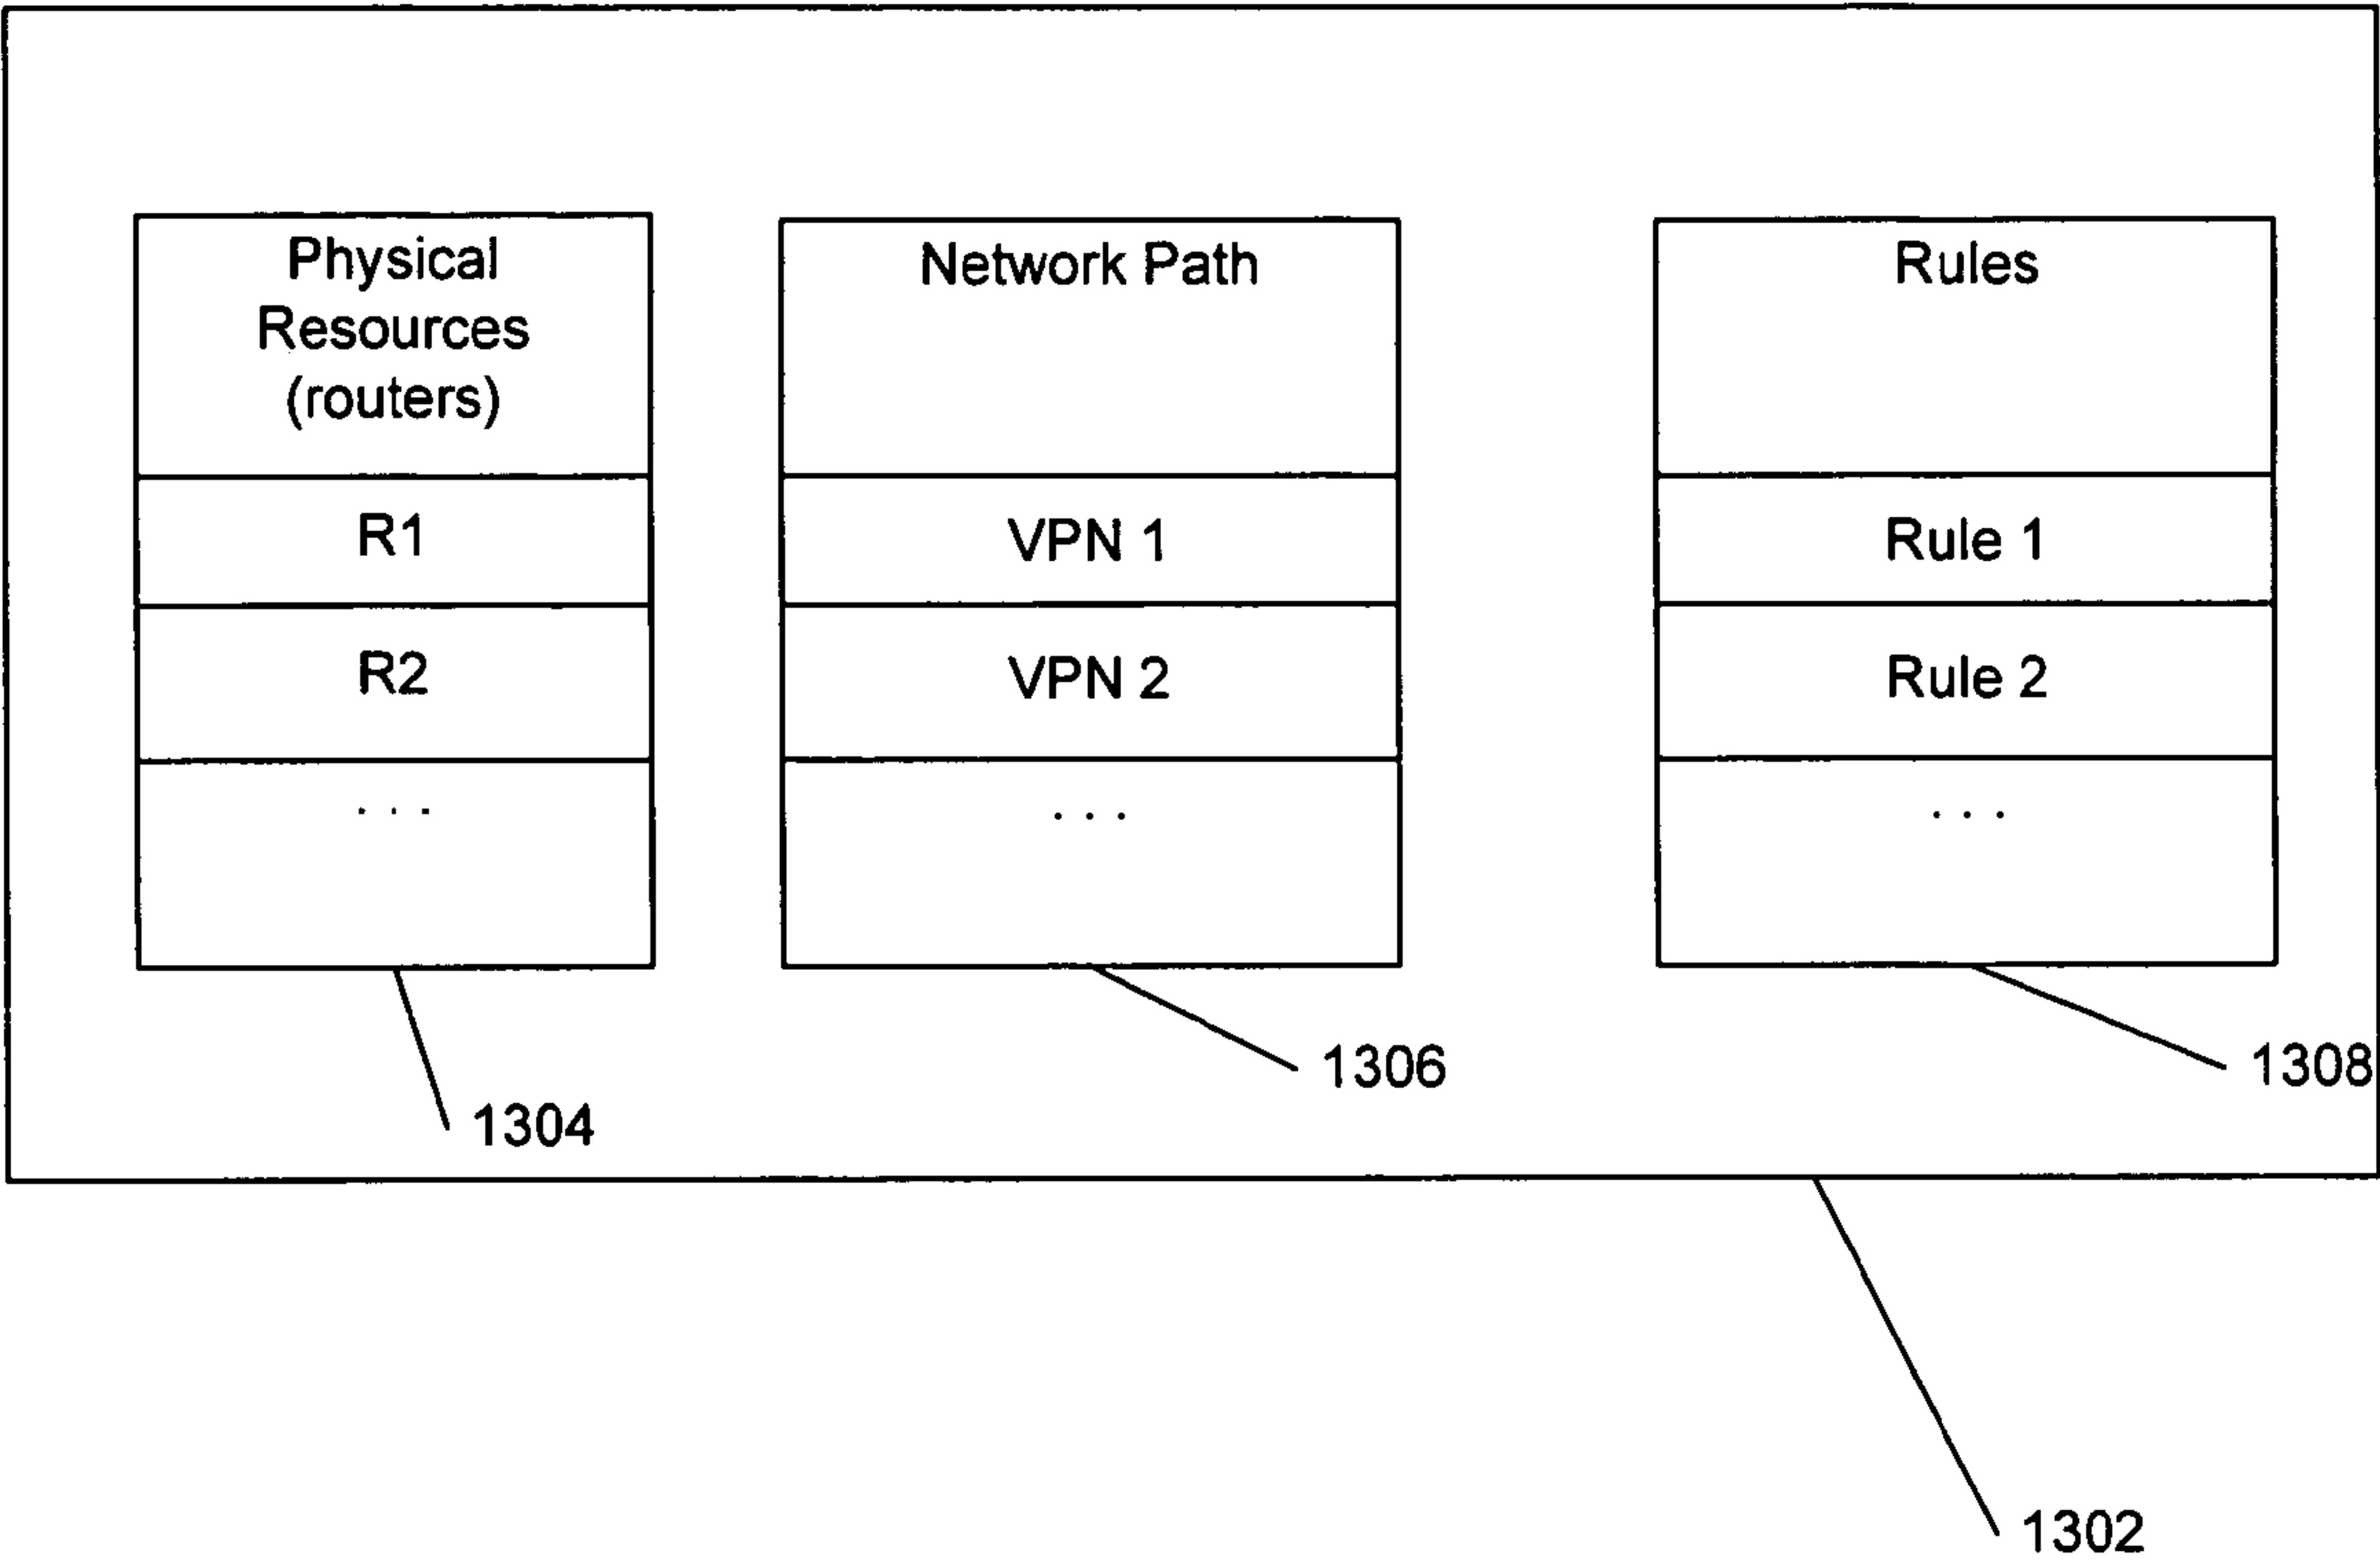 Physical
Resources
(routers)
R1
R2
. . .
Network Path
VPN 1
VPN 2
. . .
Rules
Rule 1
Rule 2
. . .
1304
1306
1308
1302